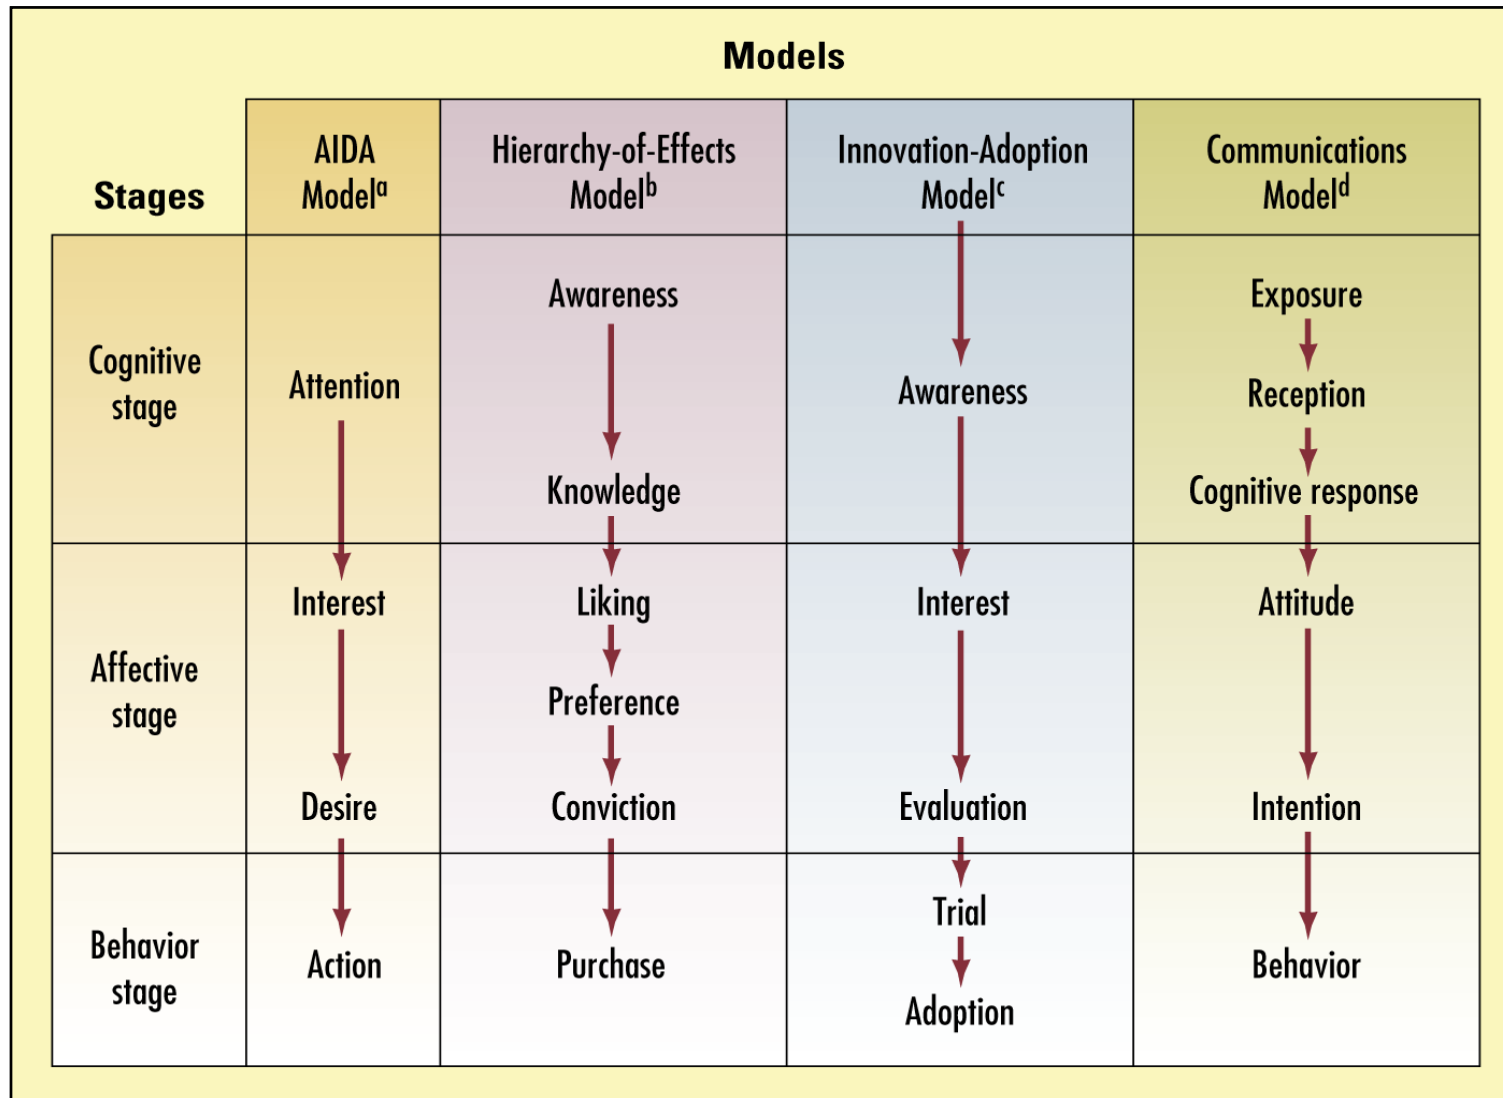 Models
Stages
AIDA
Modelᵃ
Hierarchy-of-Effects
Modelᵇ
Innovation-Adoption
Modelᶜ
Communications
Modelᵈ
Cognitive
stage
Attention
Awareness
Knowledge
Awareness
Exposure
Reception
Cognitive response
Affective
stage
Interest
Desire
Liking
Preference
Conviction
Interest
Evaluation
Attitude
Intention
Behavior
stage
Action
Purchase
Trial
Adoption
Behavior